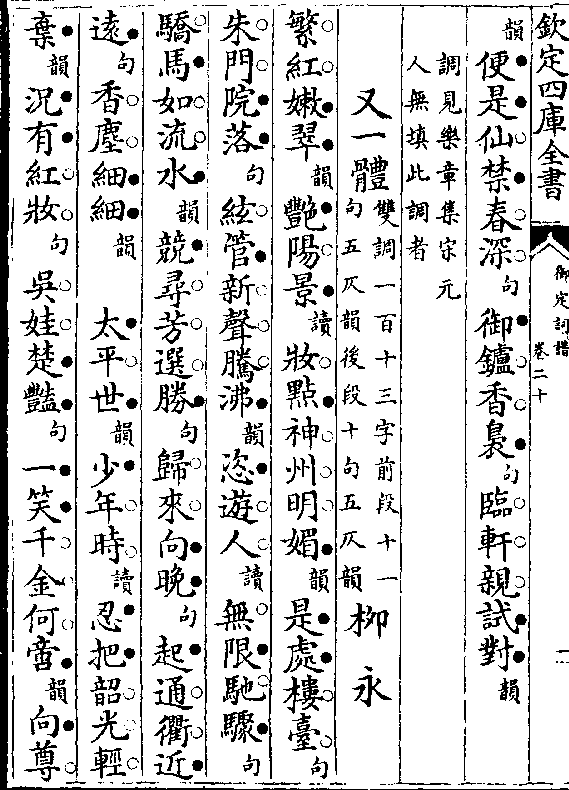 欽定四庫全書
御定詞譜
卷二十
韻便是仙禁春深句御鑪香裊句臨軒親試對韻
調見樂章集宋元
人無填此調者
又一體
雙調一百十三字前段十一
句五仄韻後段十句五仄韻
柳永
繁紅嫩翠韻艷陽景讀妝點神州明媚韻是處樓臺句
朱門院落句絃管新聲騰沸韻恣遊人讀無限馳驟句
驕馬如流水韻競尋芳選勝句歸來向晚句起通衢近
遠句香塵細細韻 太平世韻少年時讀忍把韶光輕
棄韻況有紅妝句吳娃楚豔句一笑千金何啻韻向尊